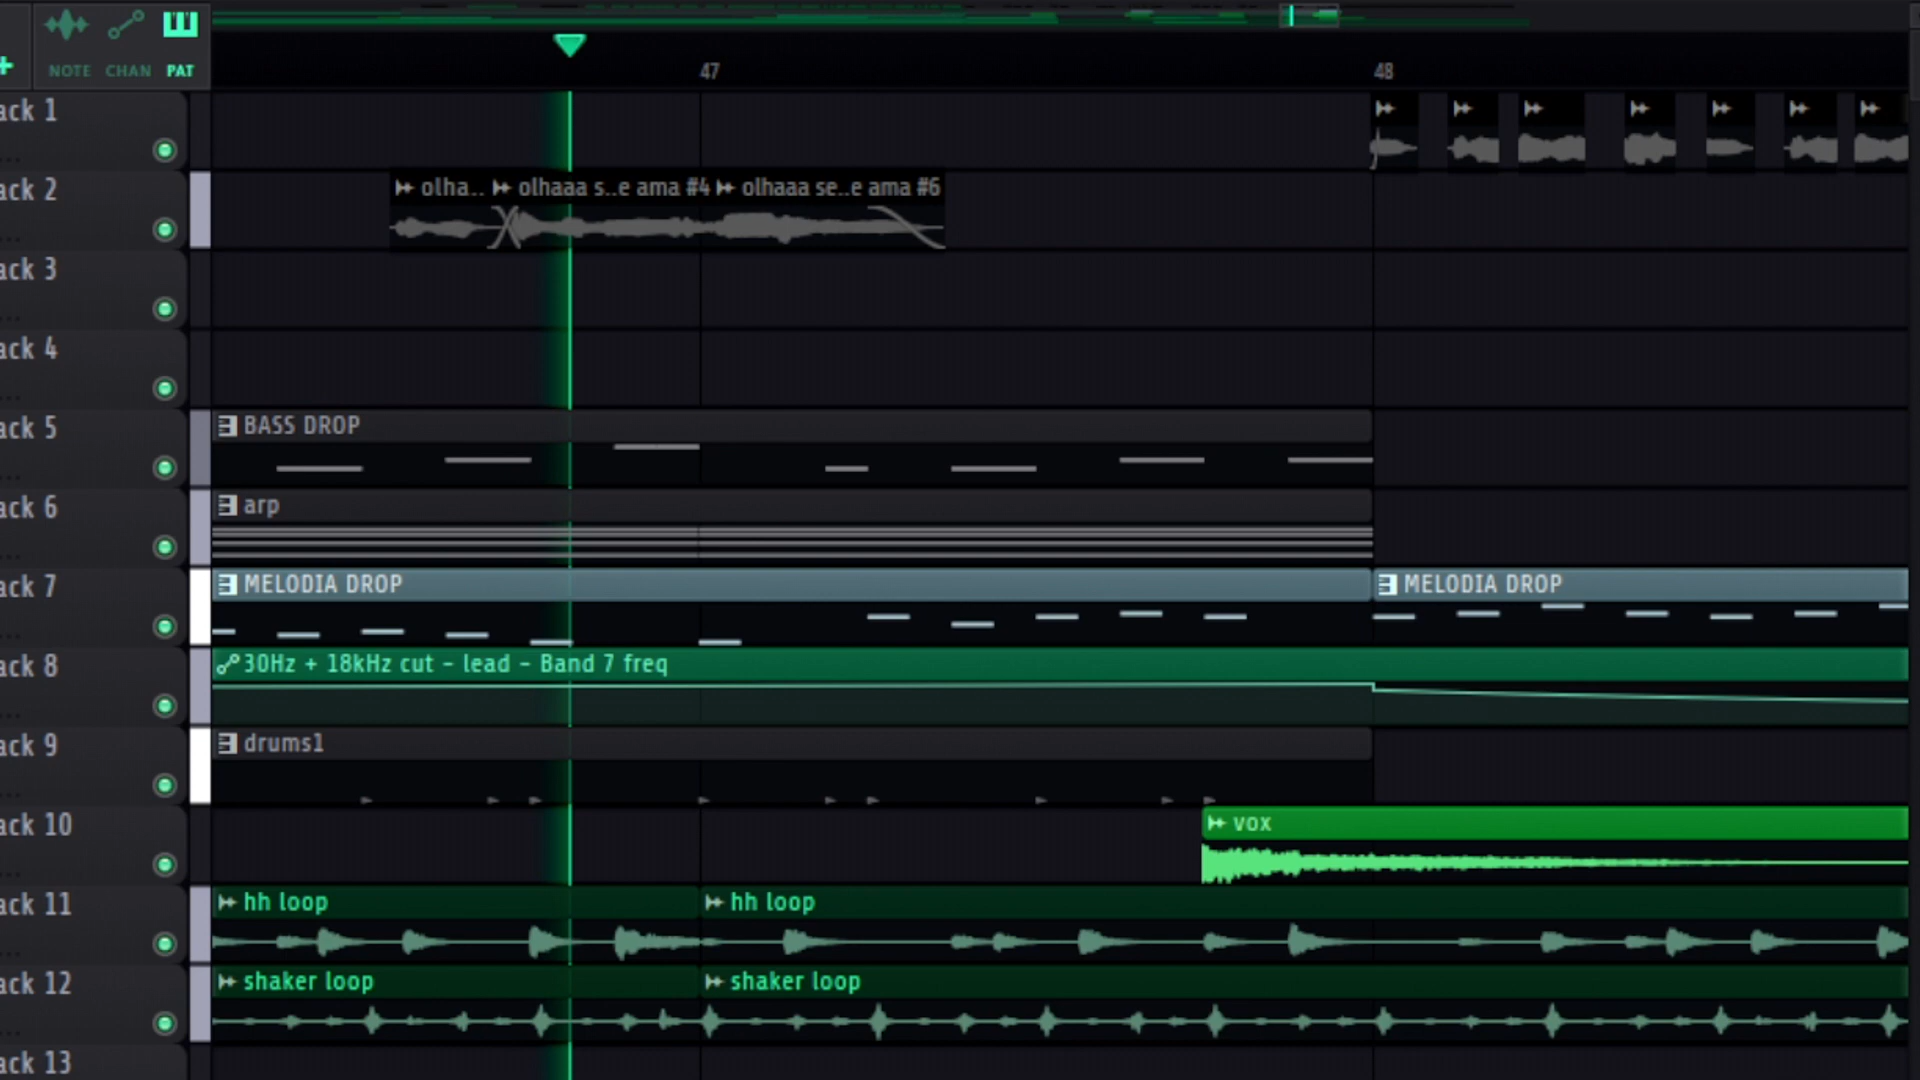 NOTE CHAN PAT
47 48
ack 1
ack 2
olha.. olhaaa s..e ama #4 olhaaa se..e ama #6
ack 3
ack 4
ack 5
BASS DROP
ack 6
arp
ack 7
MELODIA DROP MELODIA DROP
ack 8
30Hz + 18kHz cut - lead - Band 7 freq
ack 9
drums1
ack 10
vox
ack 11
hh loop hh loop
ack 12
shaker loop shaker loop
ack 13